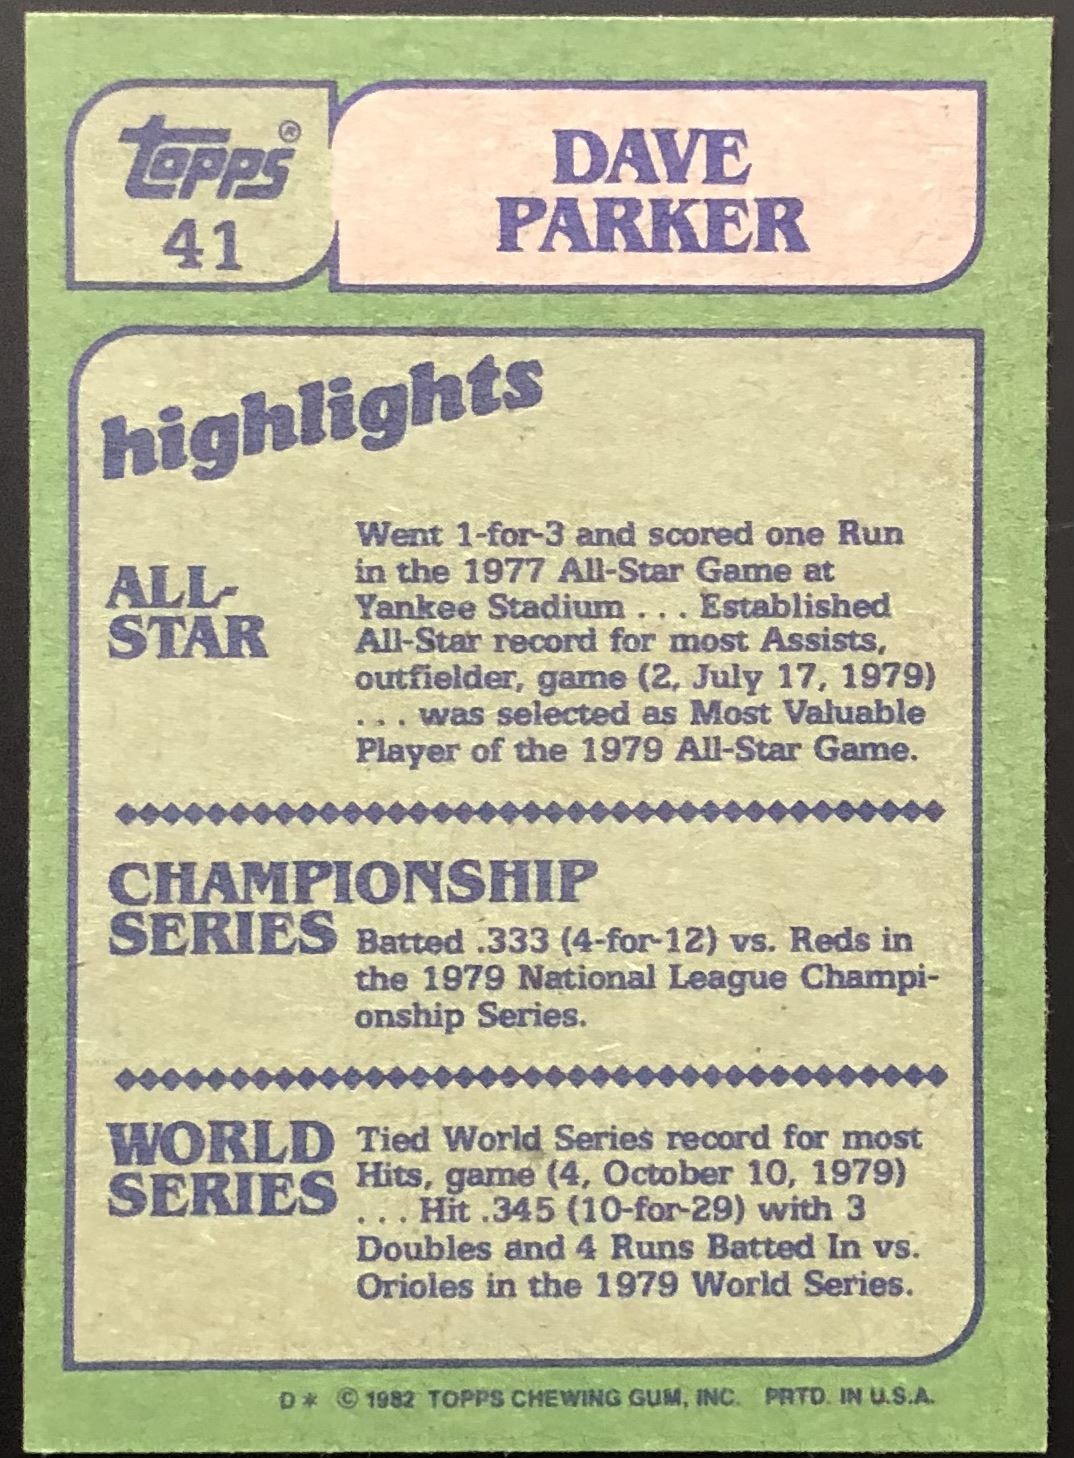 topps®
41
DAVE
PARKER
highlights
ALL-
STAR
Went 1-for-3 and scored one Run
in the 1977 All-Star Game at
Yankee Stadium . . . Established
All-Star record for most Assists,
outfielder, game (2, July 17, 1979)
. . . was selected as Most Valuable
Player of the 1979 All-Star Game.
CHAMPIONSHIP
SERIES
Batted .333 (4-for-12) vs. Reds in
the 1979 National League Champi-
onship Series.
WORLD
SERIES
Tied World Series record for most
Hits, game (4, October 10, 1979)
. . . Hit .345 (10-for-29) with 3
Doubles and 4 Runs Batted In vs.
Orioles in the 1979 World Series.
D* © 1982 TOPPS CHEWING GUM, INC. PRTD. IN U.S.A.